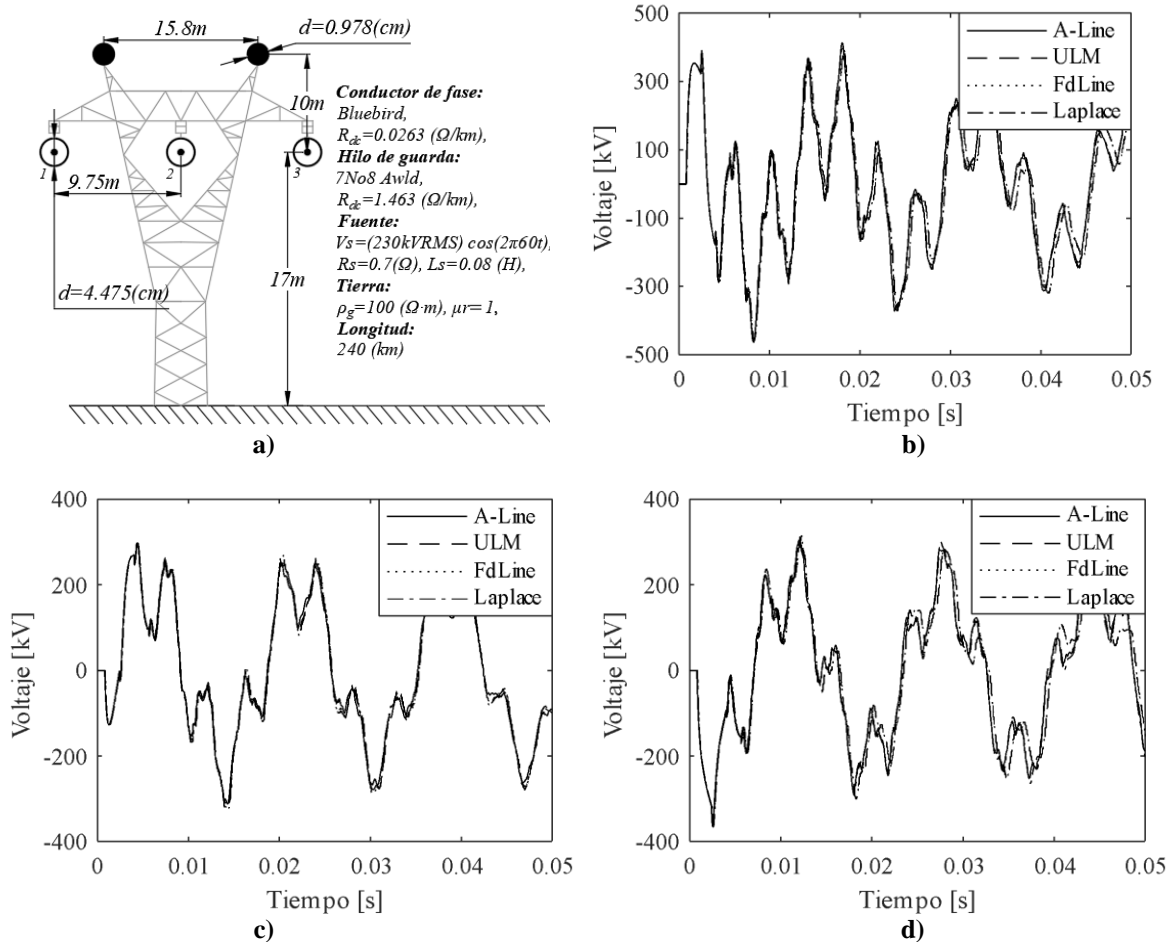 15.8m
d=0.978(cm)
10m
Conductor de fase:
Bluebird,
R_dc=0.0263 (Ω/km),
Hilo de guarda:
7No8 Awld,
R_dc=1.463 (Ω/km),
Fuente:
Vs=(230kVRMS) cos(2π60t),
Rs=0.7(Ω), Ls=0.08 (H),
Tierra:
ρ_g=100 (Ω·m), μr=1,
Longitud:
240 (km)
1
2
3
9.75m
17m
d=4.475(cm)
a)
500
300
100
-100
-300
-500
Voltaje [kV]
A-Line
ULM
FdLine
Laplace
0
0.01
0.02
0.03
0.04
0.05
Tiempo [s]
b)
400
200
0
-200
-400
Voltaje [kV]
A-Line
ULM
FdLine
Laplace
0
0.01
0.02
0.03
0.04
0.05
Tiempo [s]
c)
400
200
0
-200
-400
Voltaje [kV]
A-Line
ULM
FdLine
Laplace
0
0.01
0.02
0.03
0.04
0.05
Tiempo [s]
d)